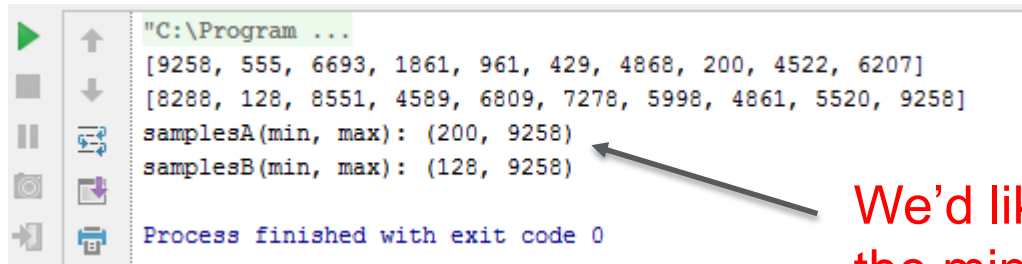 "C:\Program ...
[9258, 555, 6693, 1861, 961, 429, 4868, 200, 4522, 6207]
[8288, 128, 8551, 4589, 6809, 7278, 5998, 4861, 5520, 9258]
samplesA(min, max): (200, 9258)
samplesB(min, max): (128, 9258)
We'd
Process finished with exit code 0